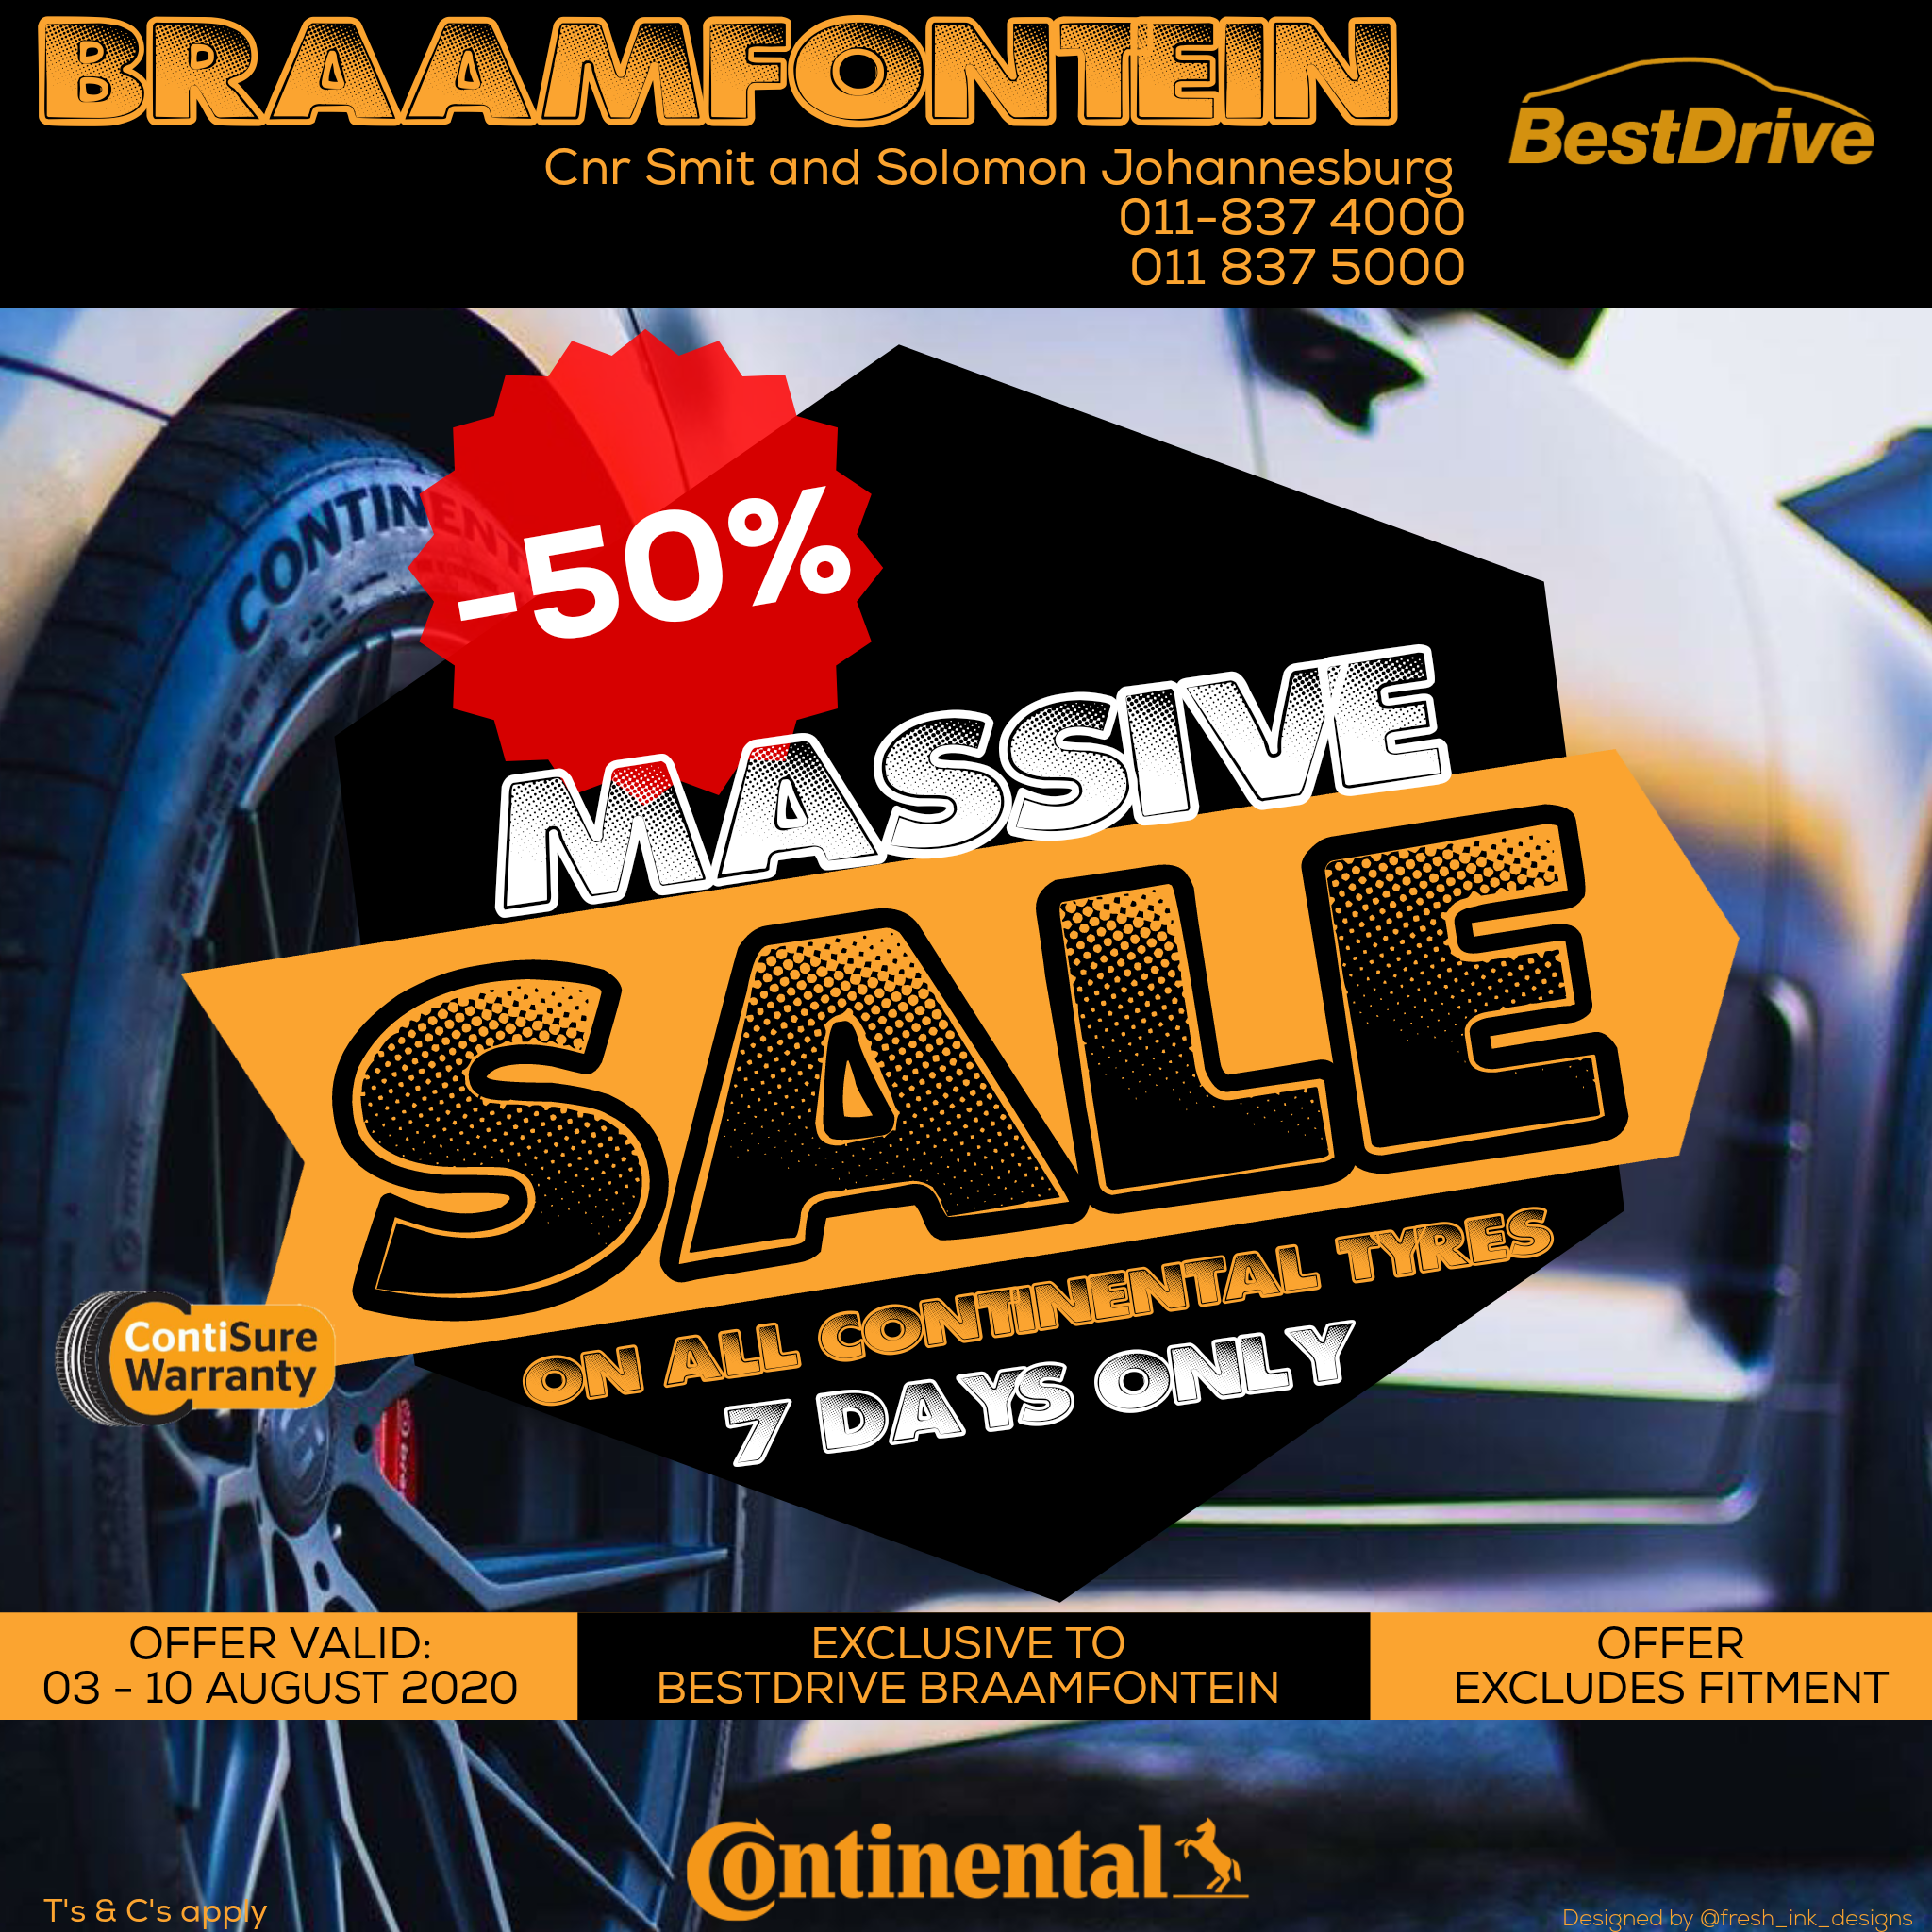 BRAAMFONTEIN
BestDrive
Cnr Smit and Solomon Johannesburg
011-837 4000
011 837 5000
CONTINENT
-50%
MASSIVE
SALE
ON ALL CONTINENTAL TYRES
7 DAYS ONLY
ContiSure
Warranty
OFFER VALID:
03 - 10 AUGUST 2020
EXCLUSIVE TO
BESTDRIVE BRAAMFONTEIN
OFFER
EXCLUDES FITMENT
Continental
T's & C's apply
Designed by @fresh_ink_designs